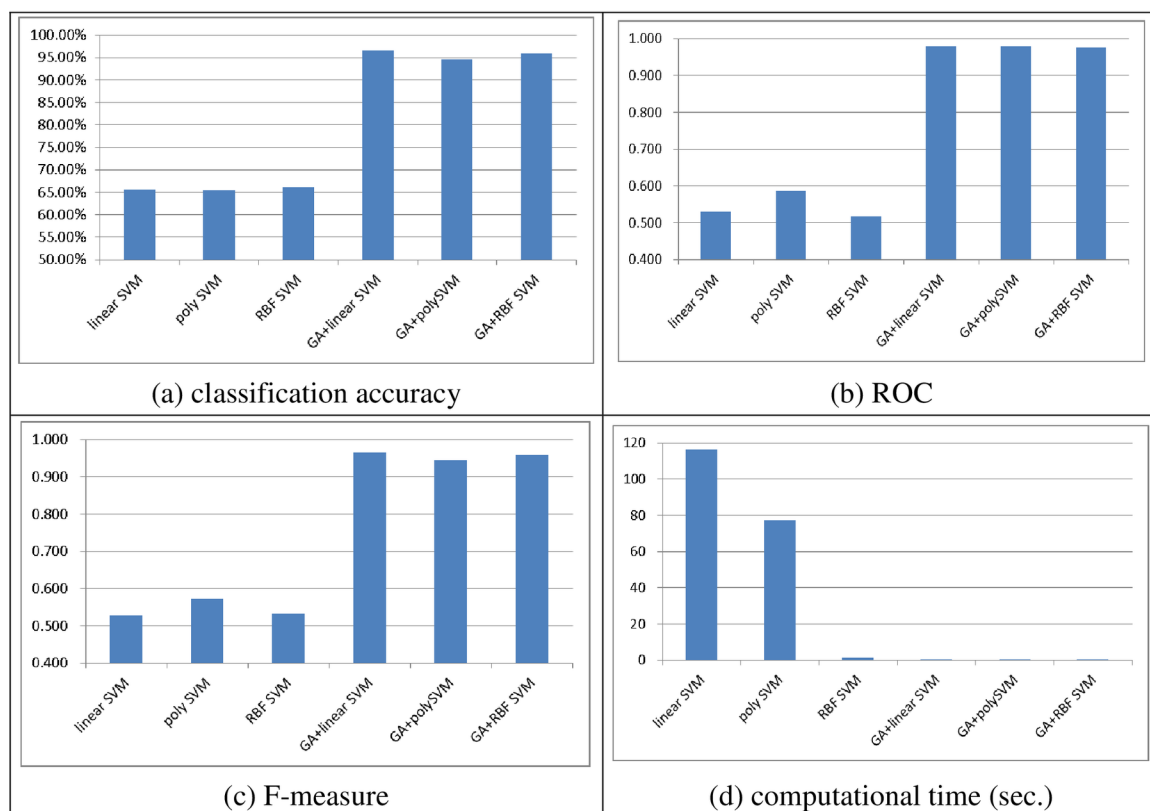 100.00%
95.00%
90.00%
85.00%
80.00%
75.00%
70.00%
65.00%
60.00%
55.00%
50.00%
linear SVM
poly SVM
RBF SVM
GA+linear SVM
GA+polySVM
GA+RBF SVM
(a) classification accuracy
1.000
0.900
0.800
0.700
0.600
0.500
0.400
linear SVM
poly SVM
RBF SVM
GA+linear SVM
GA+polySVM
GA+RBF SVM
(b) ROC
1.000
0.900
0.800
0.700
0.600
0.500
0.400
linear SVM
poly SVM
RBF SVM
GA+linear SVM
GA+polySVM
GA+RBF SVM
(c) F-measure
120
100
80
60
40
20
0
linear SVM
poly SVM
RBF SVM
GA+linear SVM
GA+polySVM
GA+RBF SVM
(d) computational time (sec.)